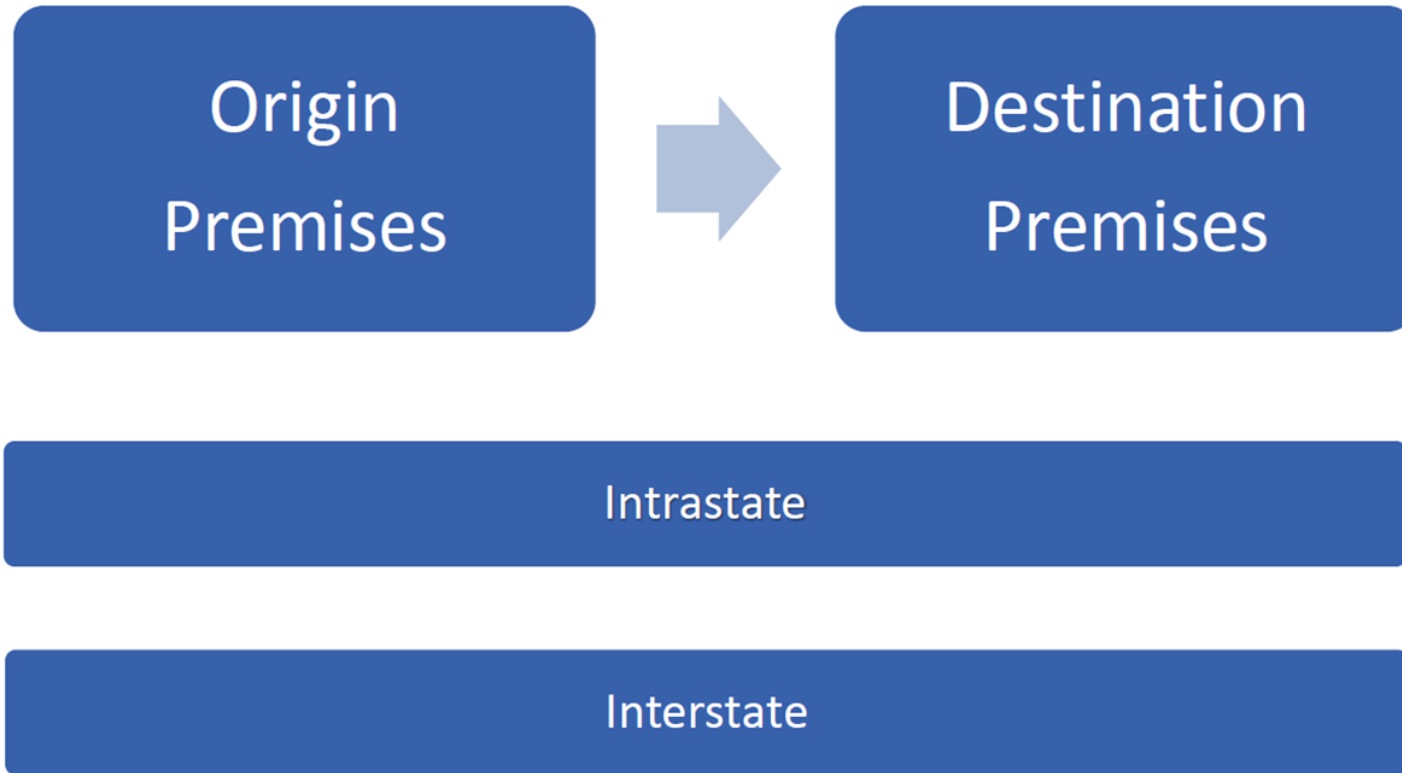 Origin
Premises
Destination
Premises
Intrastate
Interstate